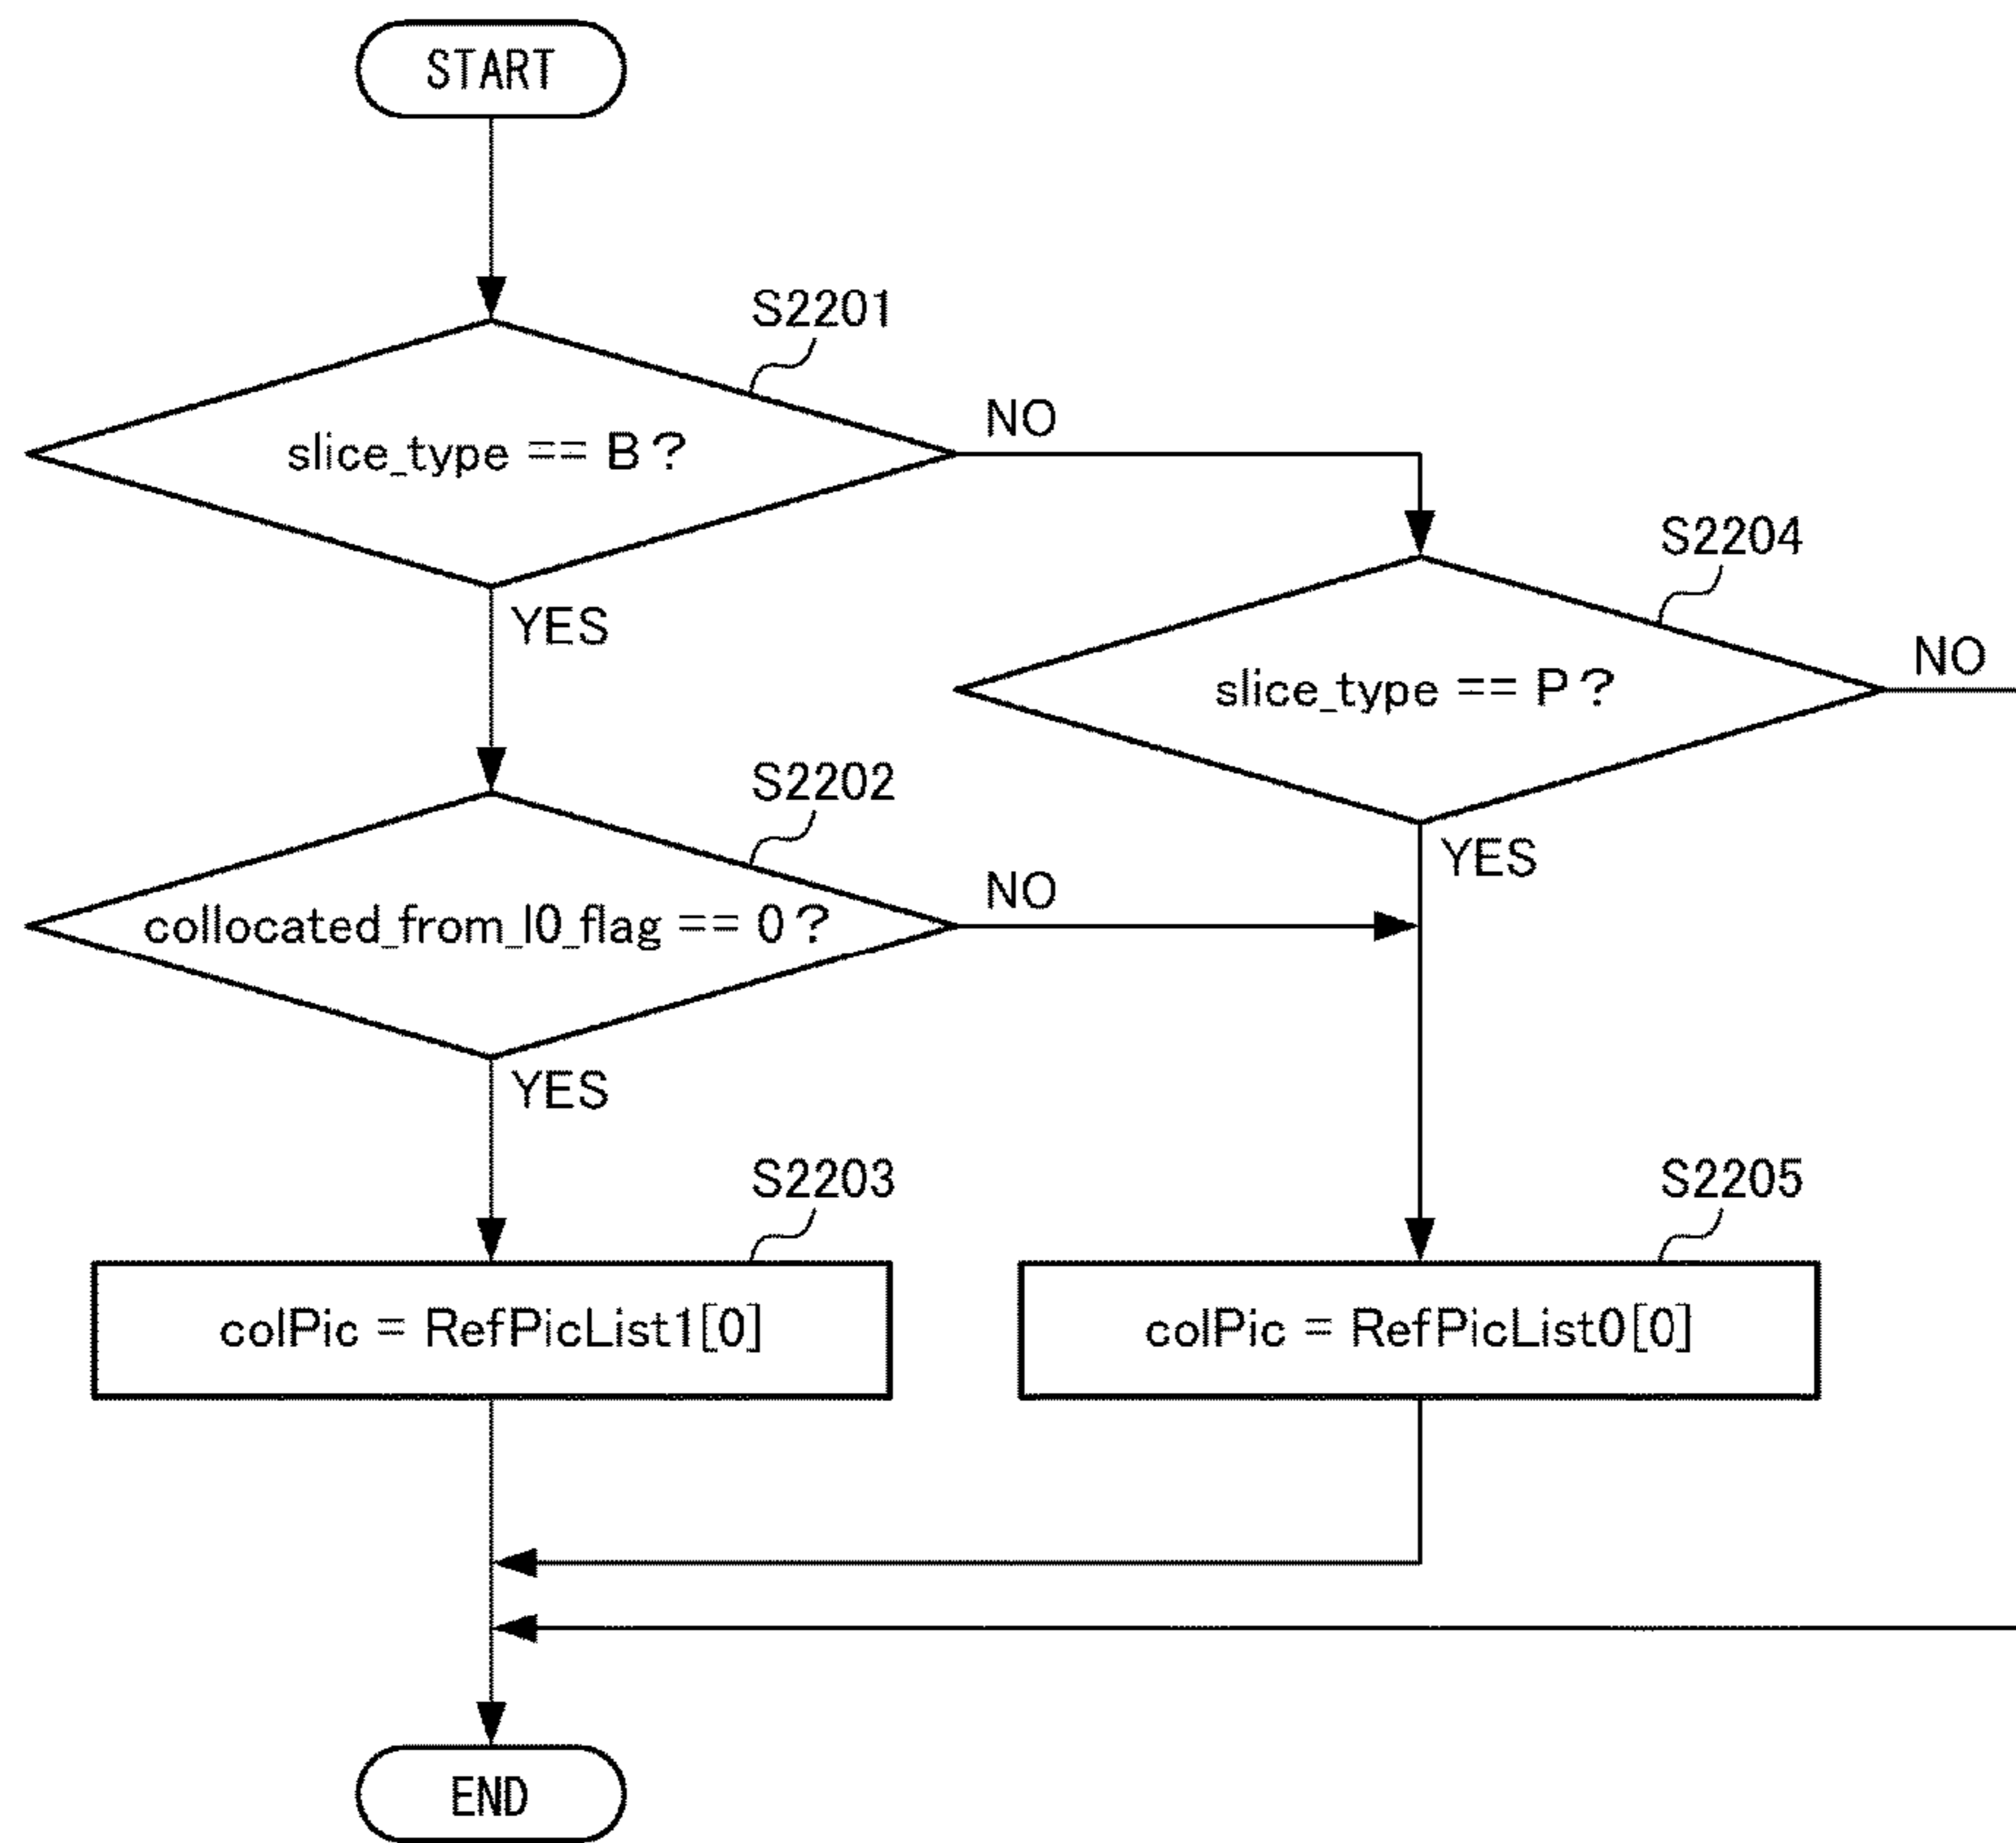 START
S2201
slice_type == B ?
NO
YES
S2204
slice_type == P ?
NO
YES
S2202
collocated_from_l0_flag == 0 ?
NO
YES
S2203
colPic = RefPicList1[0]
S2205
colPic = RefPicList0[0]
END